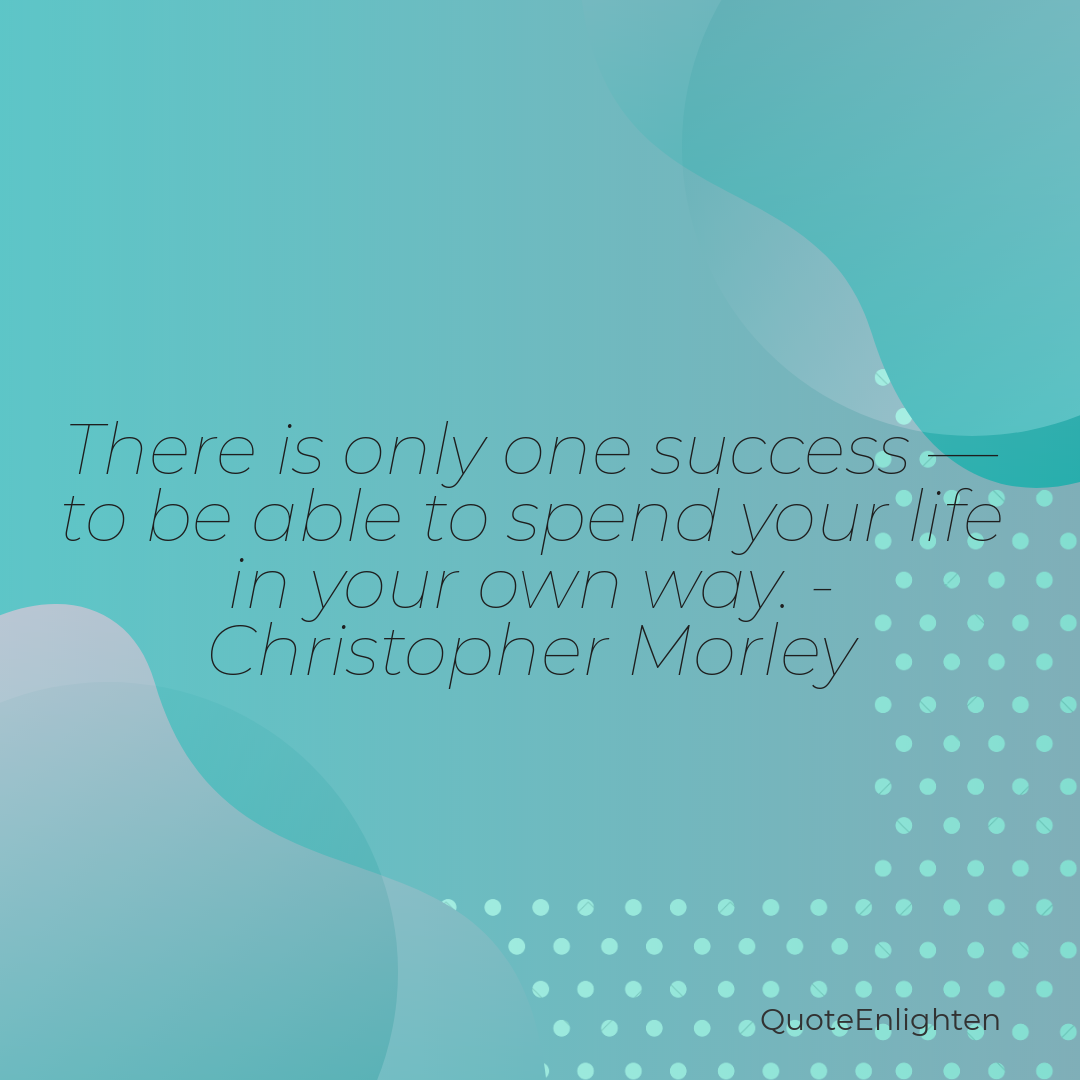 There is only one success —
to be able to spend your life
in your own way. -
Christopher Morley
QuoteEnlighten